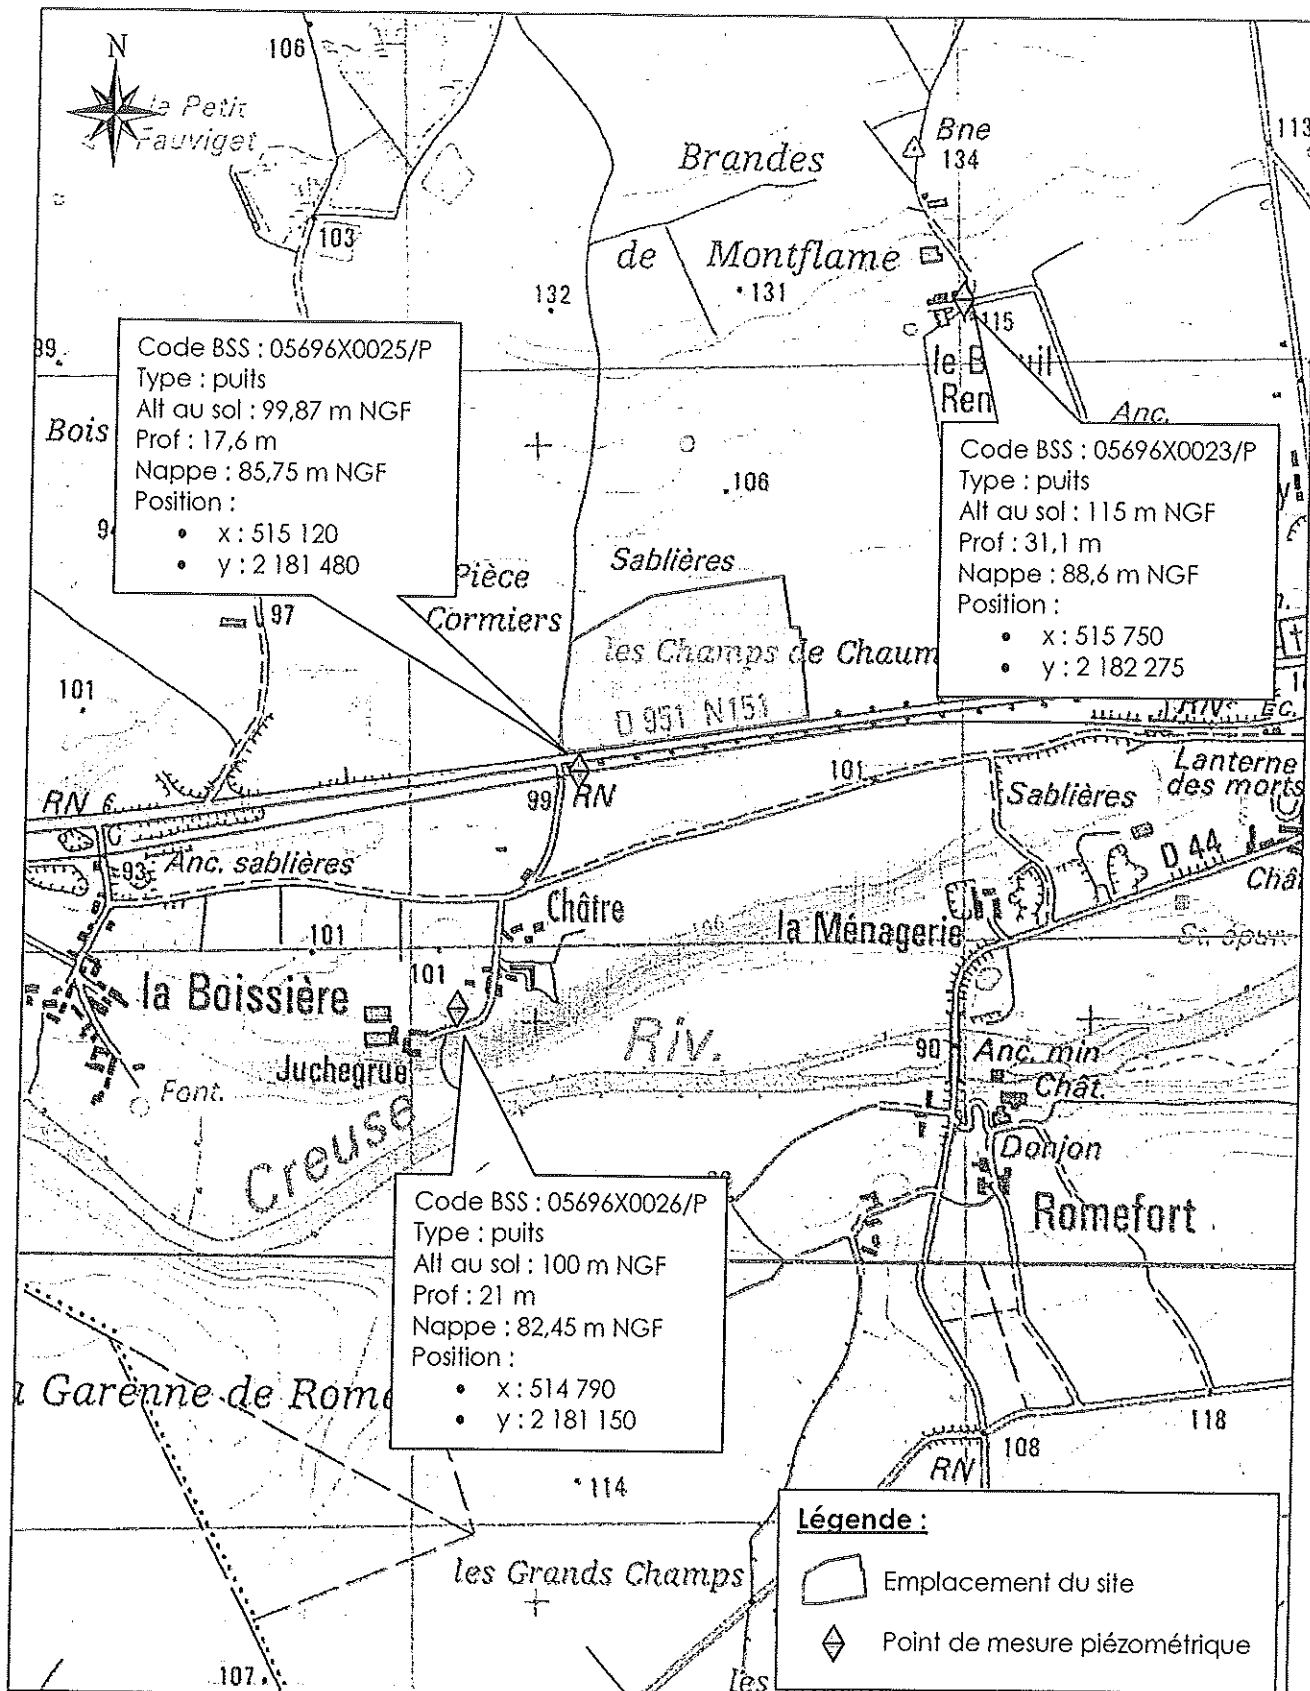 N
106
le Petit
Fauviget
103
Bne
134
113
Brandes
de Montflame
132
131
115
99
Code BSS : 05696X0025/P
Type : puits
Alt au sol : 99,87 m NGF
Prof : 17,6 m
Nappe : 85,75 m NGF
Position :
• x : 515 120
• y : 2 181 480
le B
Ren
Anc.
Bois
Code BSS : 05696X0023/P
Type : puits
Alt au sol : 115 m NGF
Prof : 31,1 m
Nappe : 88,6 m NGF
Position :
• x : 515 750
• y : 2 182 275
106
Pièce
Cormiers
Sablières
les Champs de Chaum
97
101
D 951 N151
RN
99
RN
101
Lanterne
des morts
Sablières
93
Anc. sablières
D 44
Châtre
la Ménagerie
101
101
la Boissière
Juchegrue
Riv.
90
Anc. min
Chât.
Font.
Creuse
Donjon
Romefort
Code BSS : 05696X0026/P
Type : puits
Alt au sol : 100 m NGF
Prof : 21 m
Nappe : 82,45 m NGF
Position :
• x : 514 790
• y : 2 181 150
Garenne de Rome
118
108
RN
114
les Grands Champs
107
les
Légende :
Emplacement du site
Point de mesure piézométrique